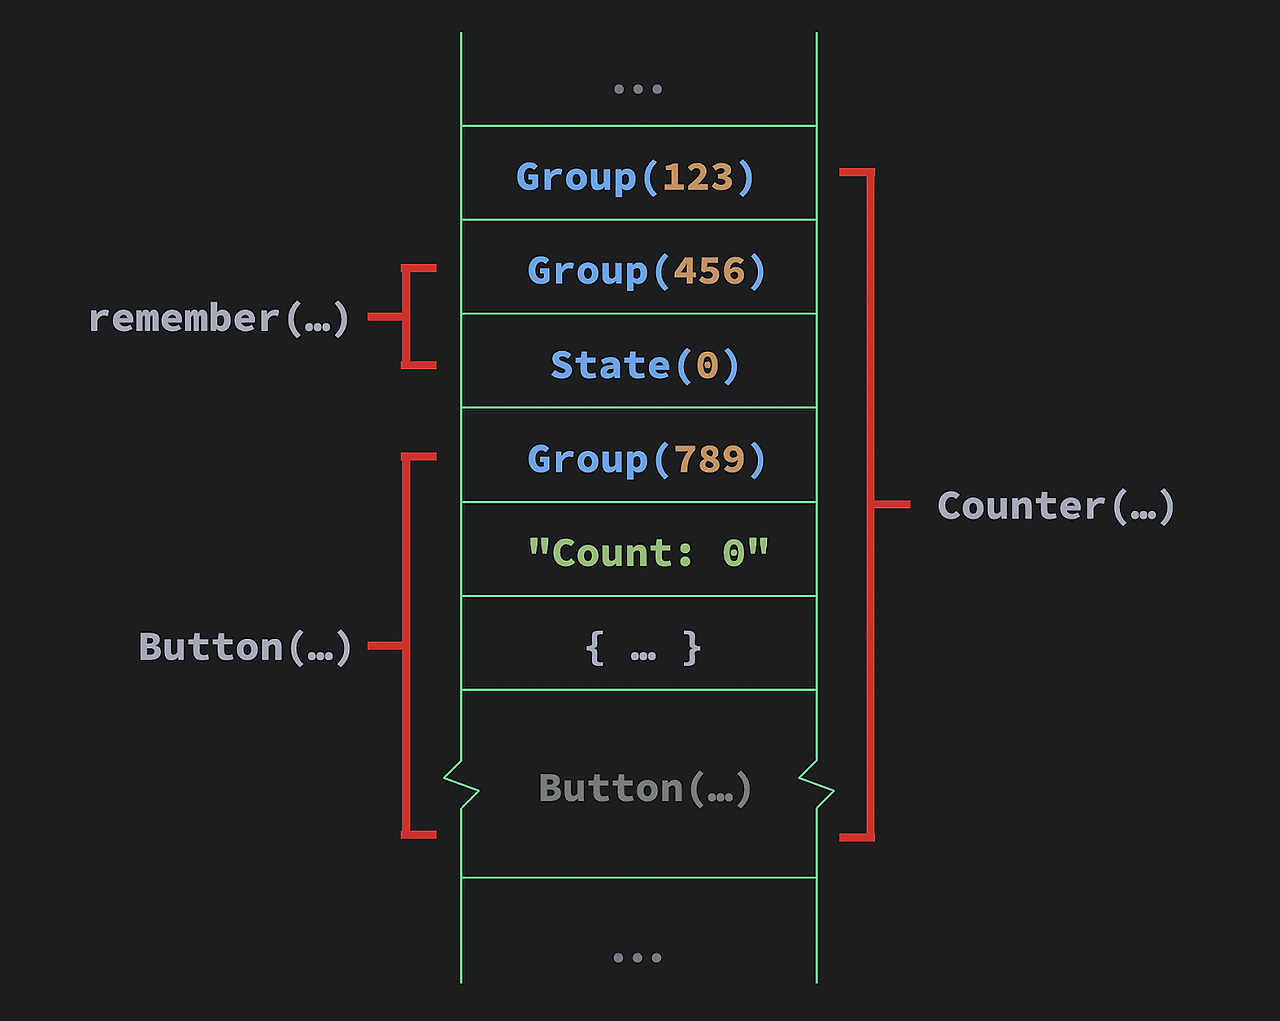 ...
Group(123)
Group(456)
remember(…)
State(0)
Group(789)
Counter(…)
"Count: 0"
{ … }
Button(…)
Button(…)
...